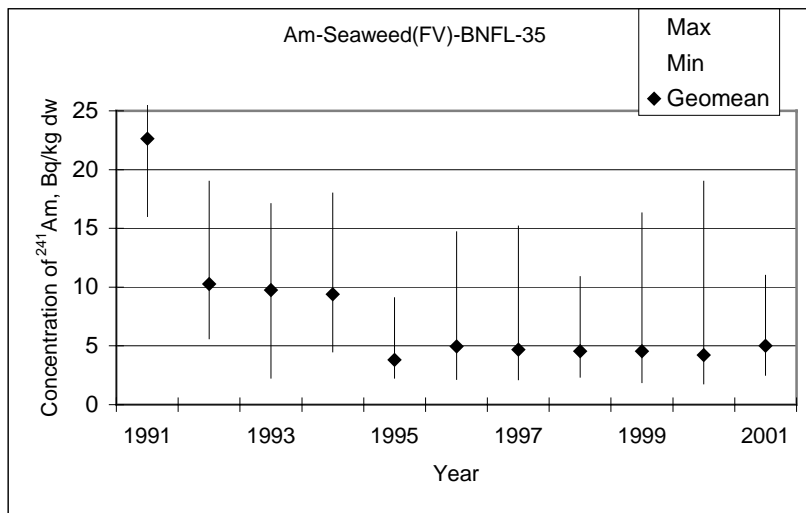 Am-Seaweed(FV)-BNFL-35
Max
Min
Geomean
Concentration of ²⁴¹Am, Bq/kg dw
25
20
15
10
5
0
1991 1993 1995 1997 1999 2001
Year